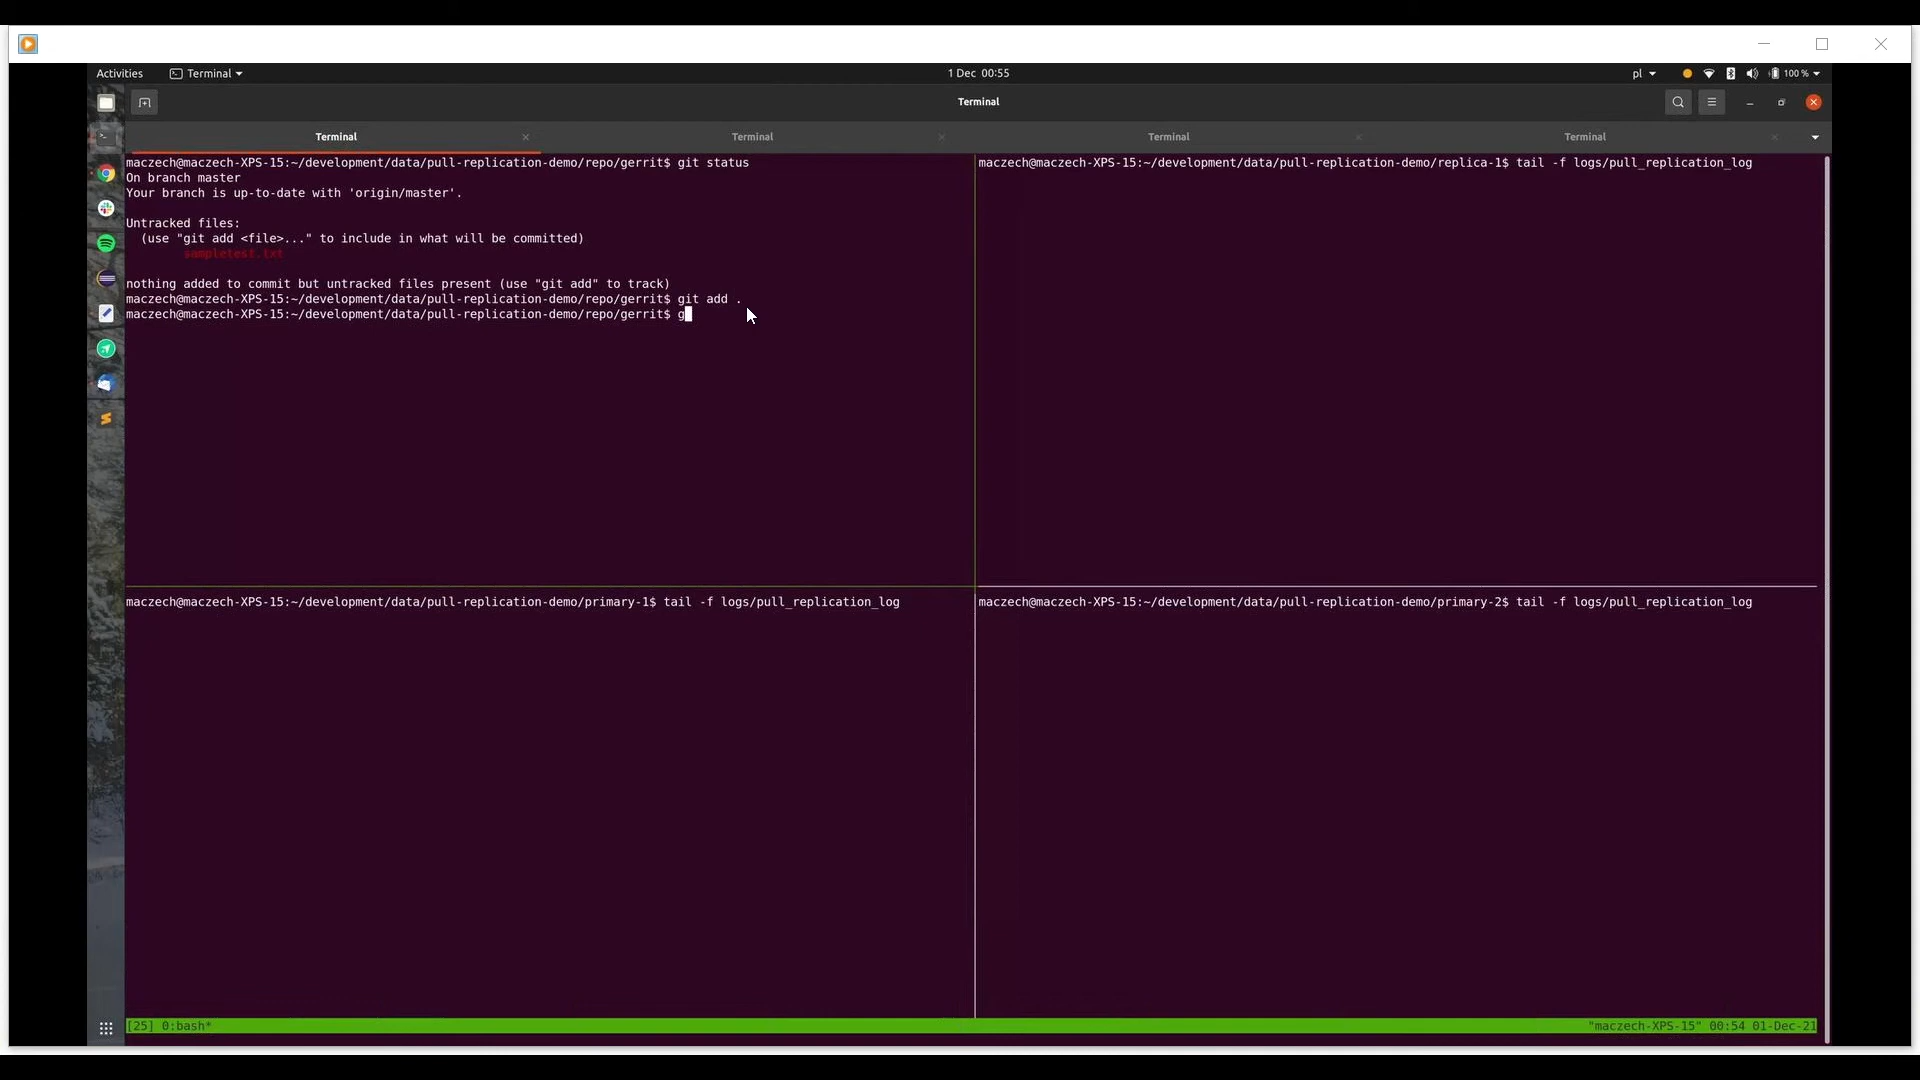 Activities Terminal 1 Dec 00:55 pl 100 %
Terminal
Terminal Terminal Terminal Terminal
maczech@maczech-XPS-15:~/development/data/pull-replication-demo/repo/gerrit$ git status
On branch master
Your branch is up-to-date with 'origin/master'.
Untracked files:
(use "git add <file>..." to include in what will be committed)
sampletest.txt
nothing added to commit but untracked files present (use "git add" to track)
maczech@maczech-XPS-15:~/development/data/pull-replication-demo/repo/gerrit$ git add .
maczech@maczech-XPS-15:~/development/data/pull-replication-demo/repo/gerrit$ g
maczech@maczech-XPS-15:~/development/data/pull-replication-demo/replica-1$ tail -f logs/pull_replication_log
maczech@maczech-XPS-15:~/development/data/pull-replication-demo/primary-1$ tail -f logs/pull_replication_log
maczech@maczech-XPS-15:~/development/data/pull-replication-demo/primary-2$ tail -f logs/pull_replication_log
[25] 0:bash* "maczech-XPS-15" 00:54 01-Dec-21